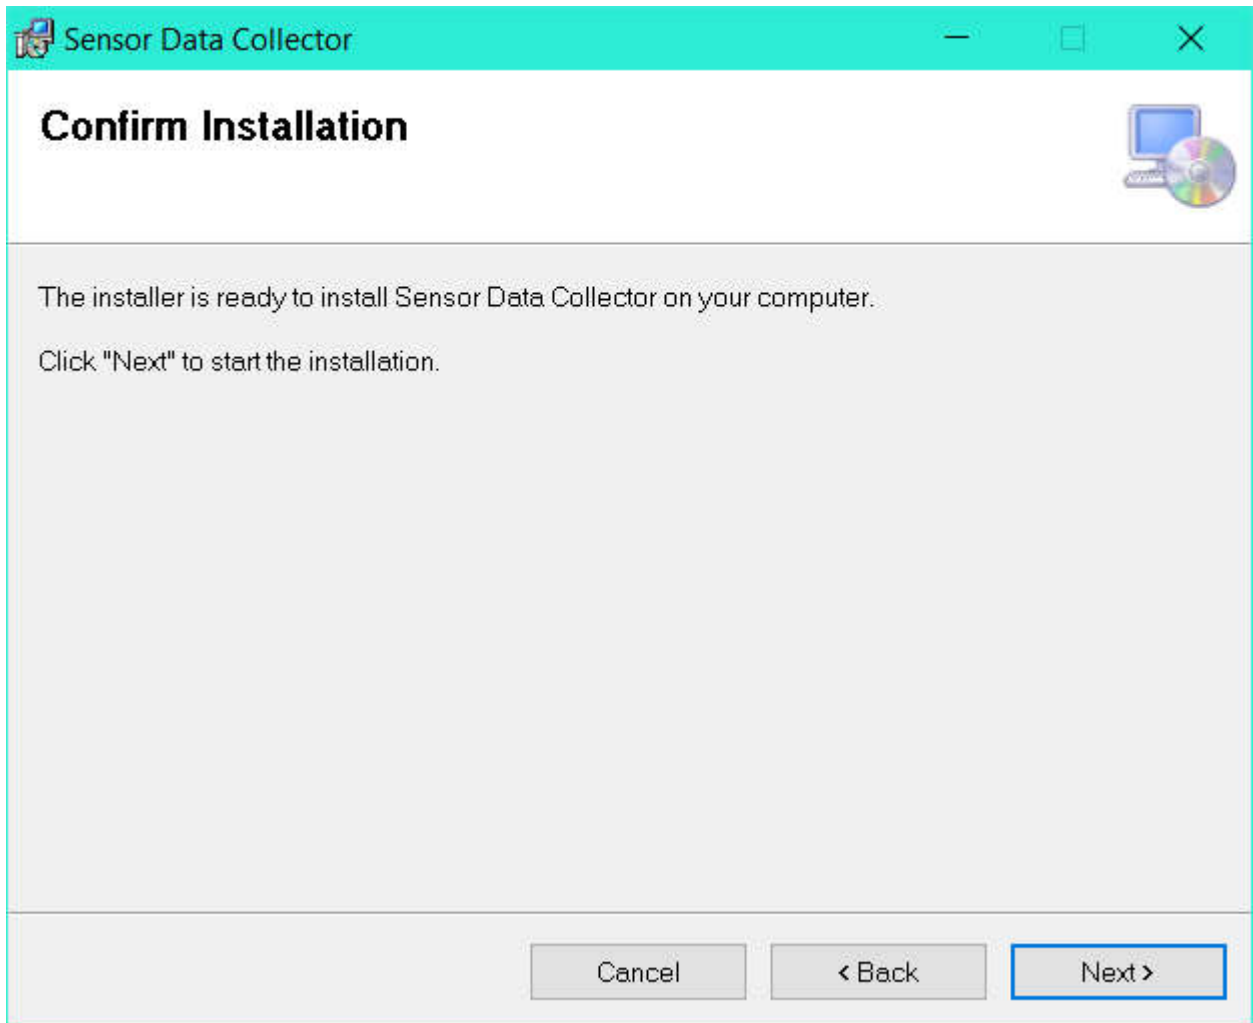 Sensor Data Collector
Confirm Installation
The installer is ready to install Sensor Data Collector on your computer.
Click "Next" to start the installation.
Cancel
< Back
Next >